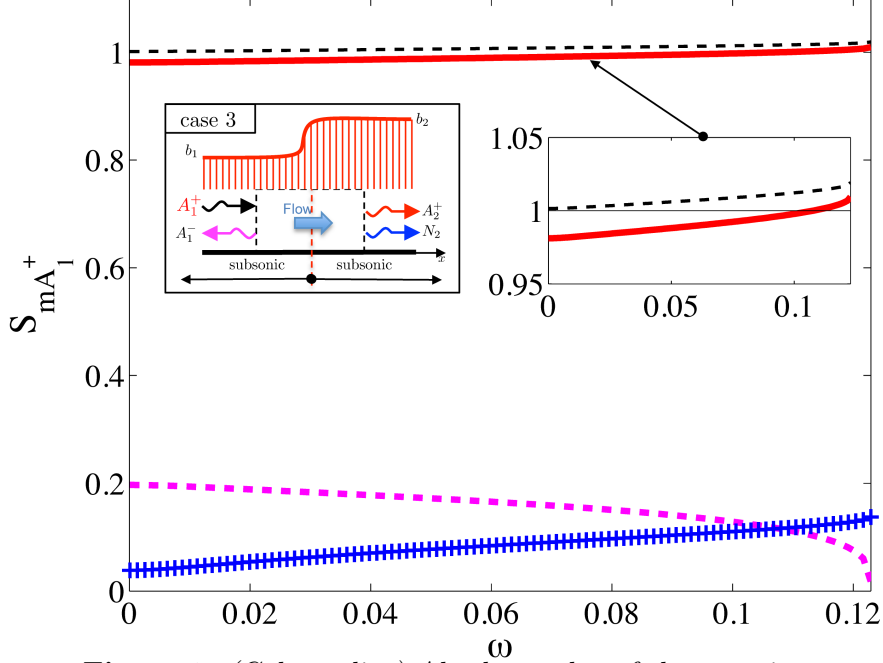 1
0.8
0.6
0.4
0.2
0
S_{mA_1^+}
case 3
b_1
b_2
A_1^+
A_1^-
Flow
A_2^+
N_2
x
subsonic
subsonic
1.05
1
0.95
0
0.05
0.1
0
0.02
0.04
0.06
0.08
0.1
0.12
ω